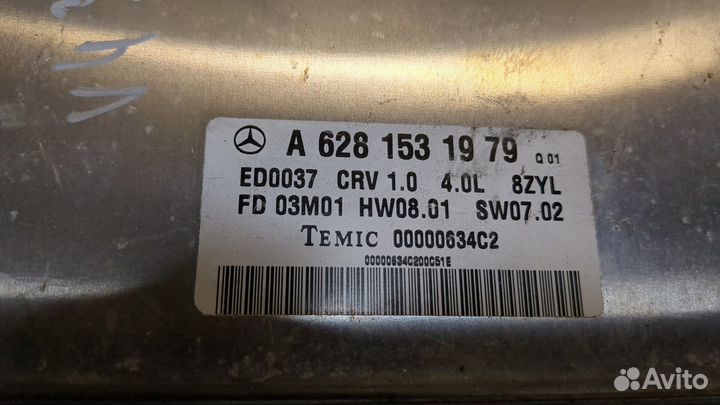 A 628 153 19 79 Q 01
ED0037 CRV 1.0 4.0L 8ZYL
FD 03M01 HW08.01 SW07.02
TEMIC 00000634C2
00000634C200C51E
Avito